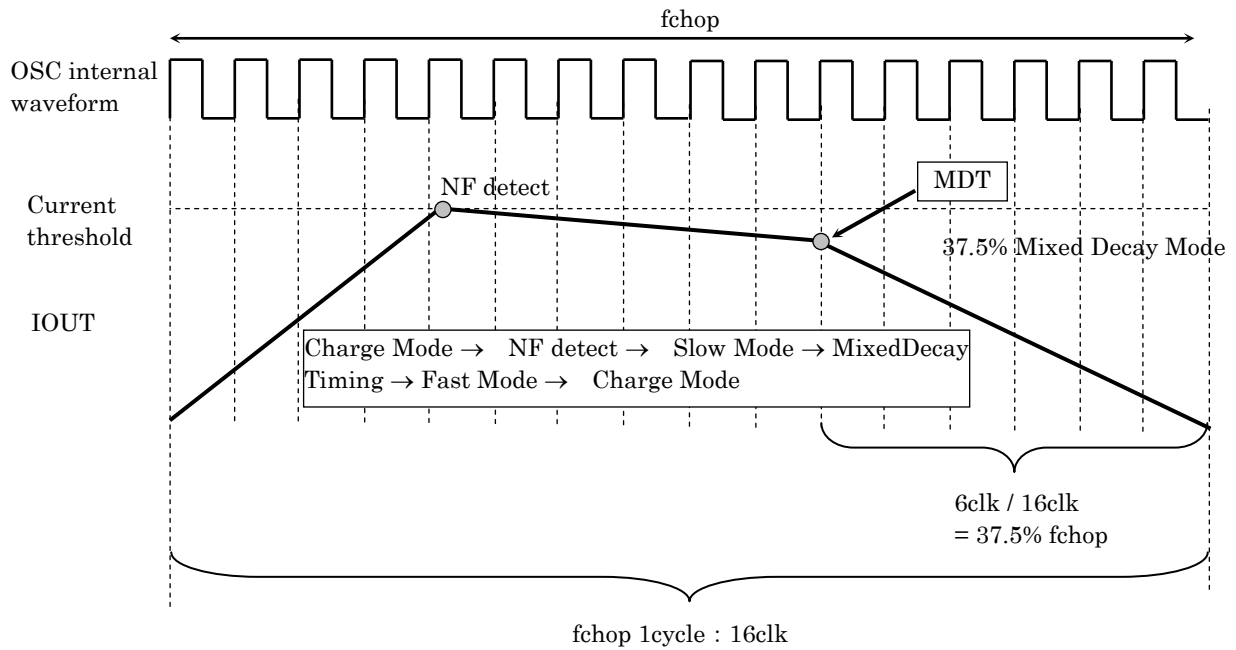 fchop
OSC internal
waveform
NF detect
MDT
Current
threshold
37.5% Mixed Decay Mode
IOUT
Charge Mode → NF detect → Slow Mode → MixedDecay
Timing → Fast Mode → Charge Mode
6clk / 16clk
= 37.5% fchop
fchop 1cycle : 16clk